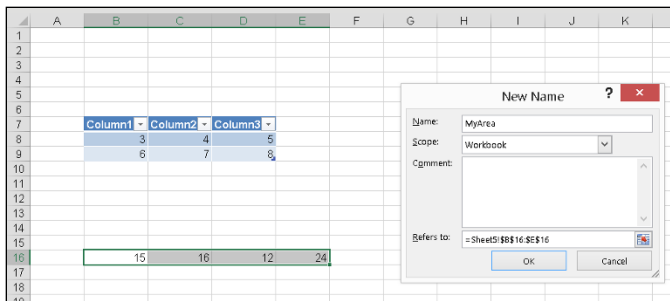 A B C D E F G H I J K
1
2
3
4
5
6
7 Column1 Column2 Column3
8 3 4 5
9 6 7 8
10
11
12
13
14
15
16 15 16 12 24
17
18
New Name ? ×
Name: MyArea
Scope: Workbook
Comment:
Refers to: =Sheet5!$B$16:$E$16
OK Cancel